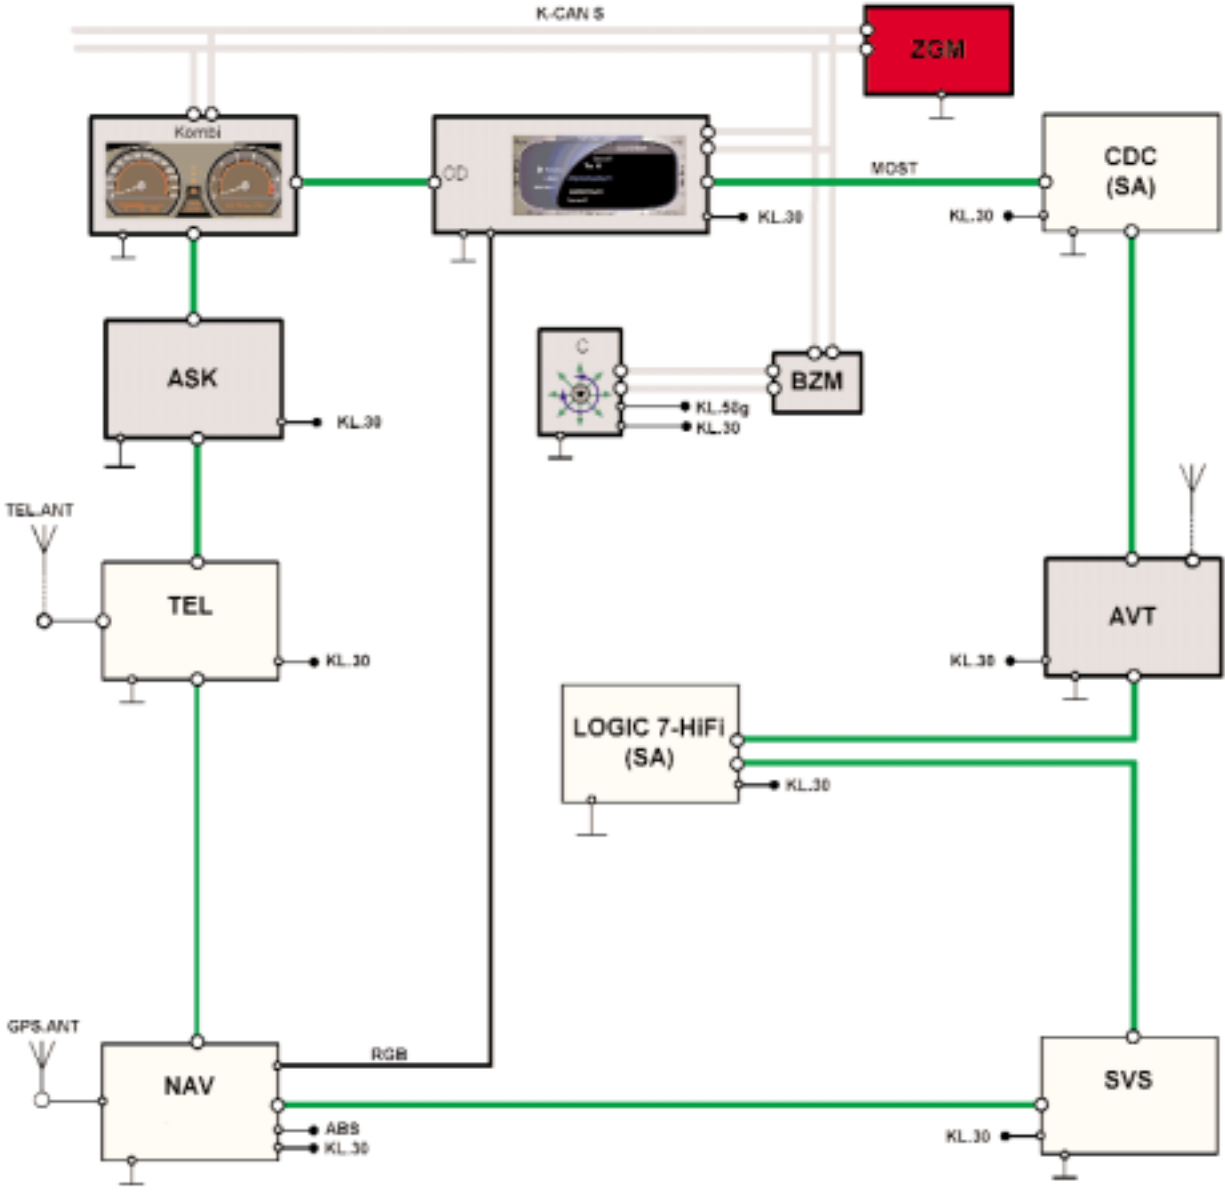 K-CAN S
ZGM
Kombi
CD
MOST
CDC
(SA)
KL.30
KL.30
ASK
KL.30
C
BZM
KL.58g
KL.30
TEL.ANT
TEL
KL.30
AVT
KL.30
LOGIC 7-HiFi
(SA)
KL.30
GPS.ANT
NAV
RGB
ABS
KL.30
SVS
KL.30